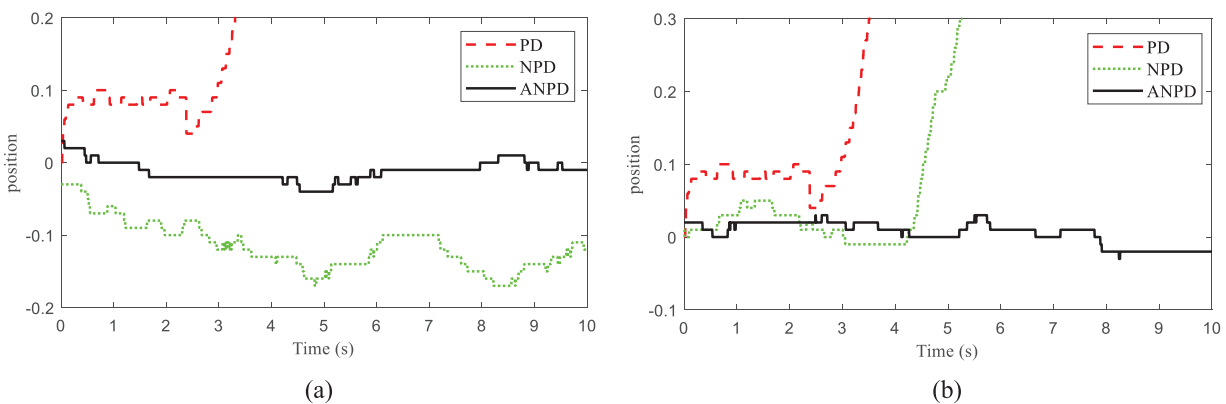 0.2
0.1
0
-0.1
-0.2
position
PD
NPD
ANPD
0 1 2 3 4 5 6 7 8 9 10
Time (s)
(a)
0.3
0.2
0.1
0
-0.1
position
PD
NPD
ANPD
0 1 2 3 4 5 6 7 8 9 10
Time (s)
(b)